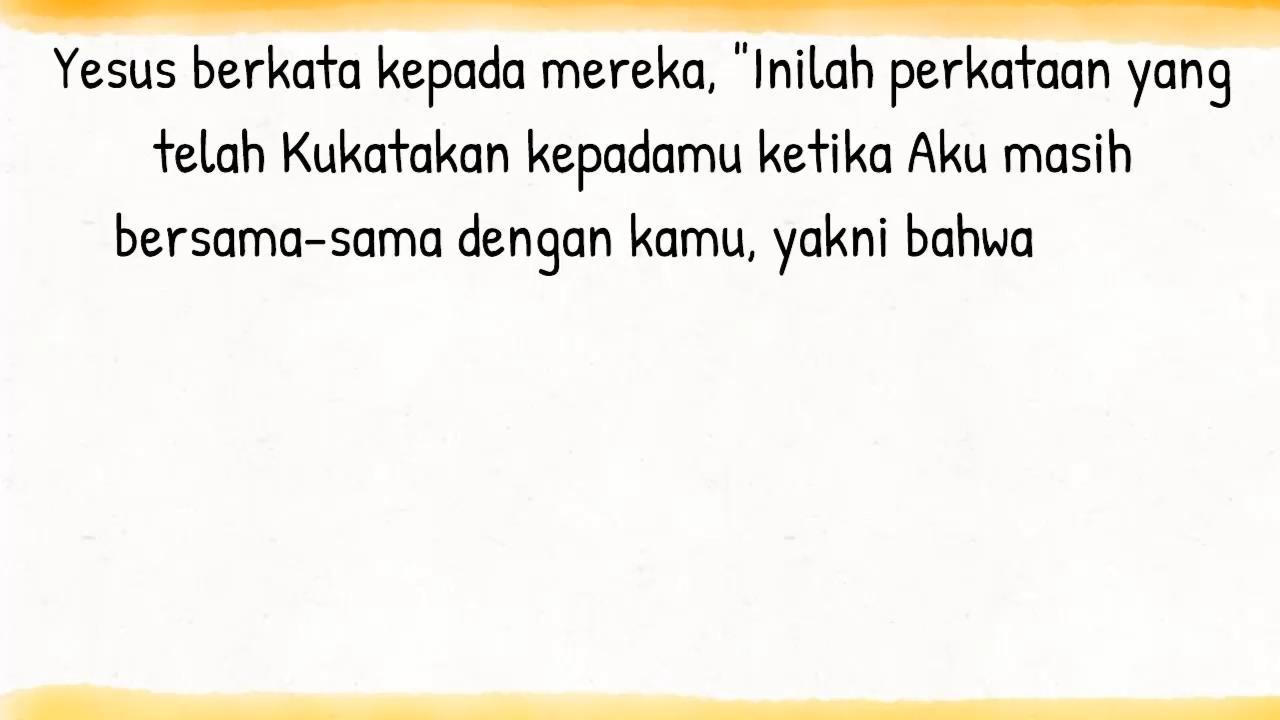 Yesus berkata kepada mereka, "Inilah perkataan yang
telah Kukatakan kepadamu ketika Aku masih
bersama-sama dengan kamu, yakni bahwa